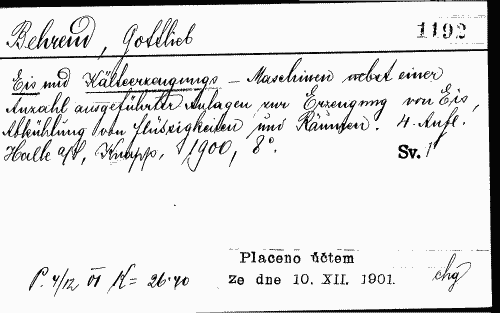 Behrend, Gottlieb 1192
Eis und Kälteerzeugungs - Maschinen nebst einer
Anzahl ausgeführter Anlagen zur Erzeugung von Eis,
Abkühlung von Flüssigkeiten und Räumen. 4. Aufl.
Halle a/S, Knapp, 1900, 8°. Sv. 1
Placeno účtem
P. 4/12 01 K= 26·40 Ze dne 10. XII. 1901. chg